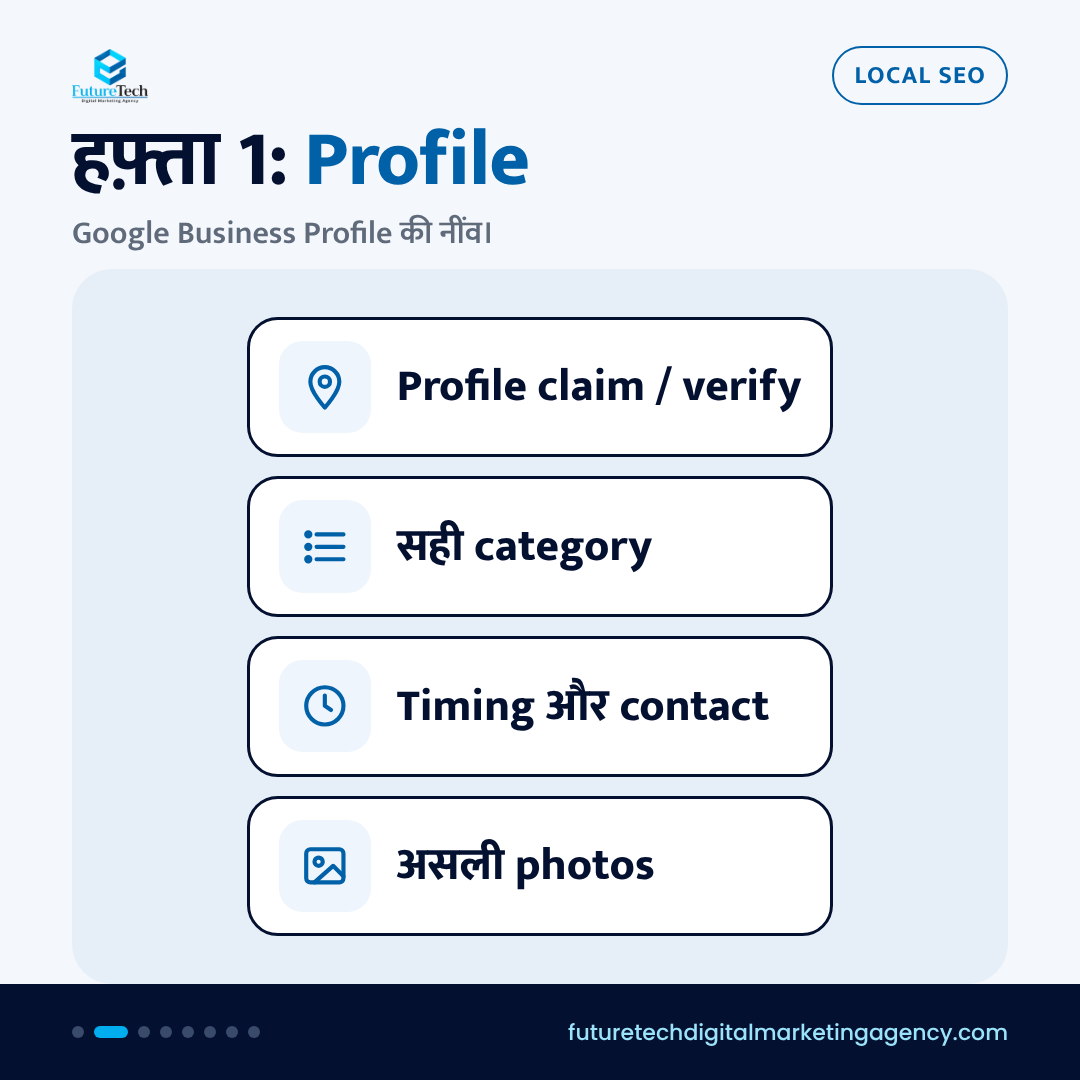 FutureTech
Digital Marketing Agency
LOCAL SEO
हफ़्ता 1: Profile
Google Business Profile की नींव।
Profile claim / verify
सही category
Timing और contact
असली photos
futuretechdigitalmarketingagency.com